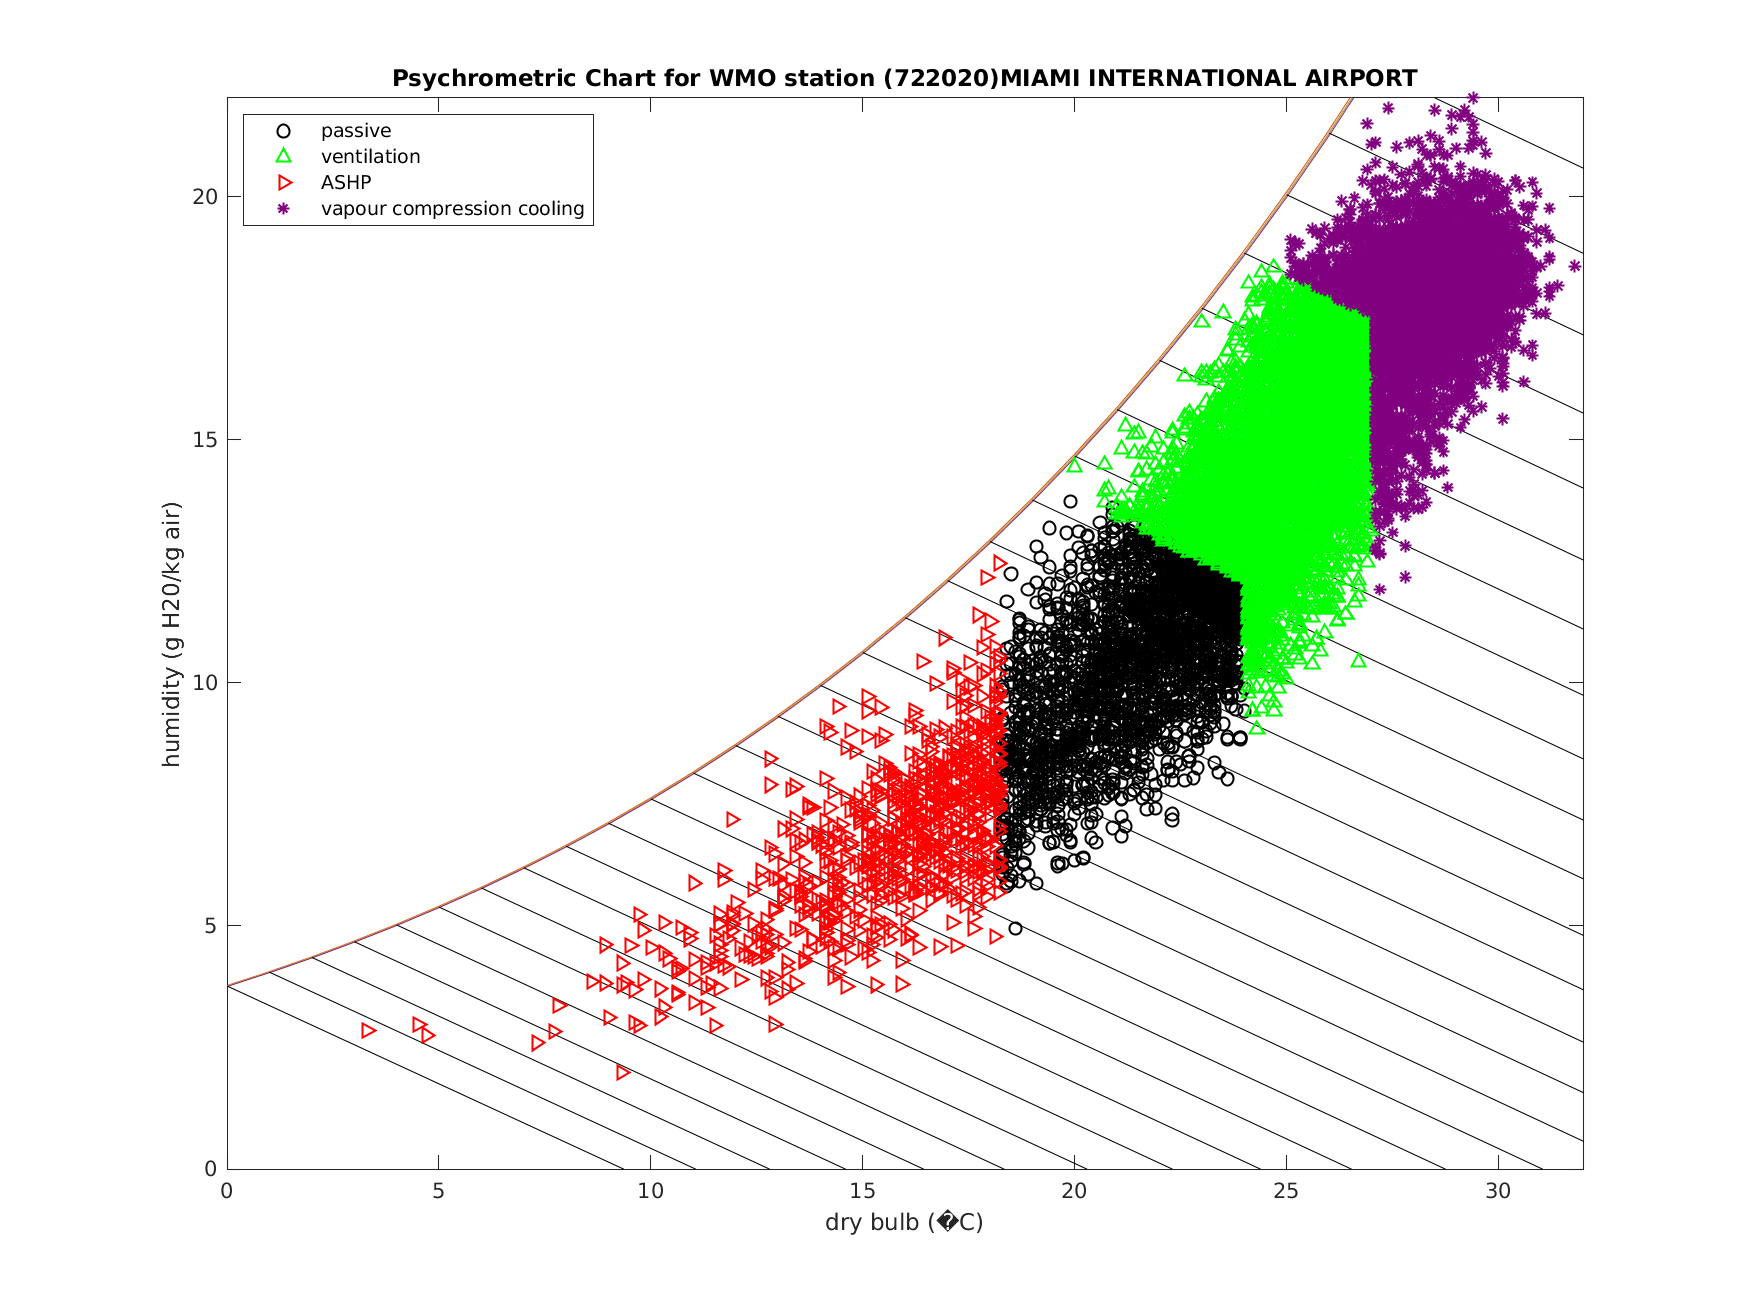 Psychrometric Chart for WMO station (722020)MIAMI INTERNATIONAL AIRPORT
passive
ventilation
ASHP
vapour compression cooling
humidity (g H20/kg air)
20
15
10
5
0
0 5 10 15 20 25 30
dry bulb (�C)